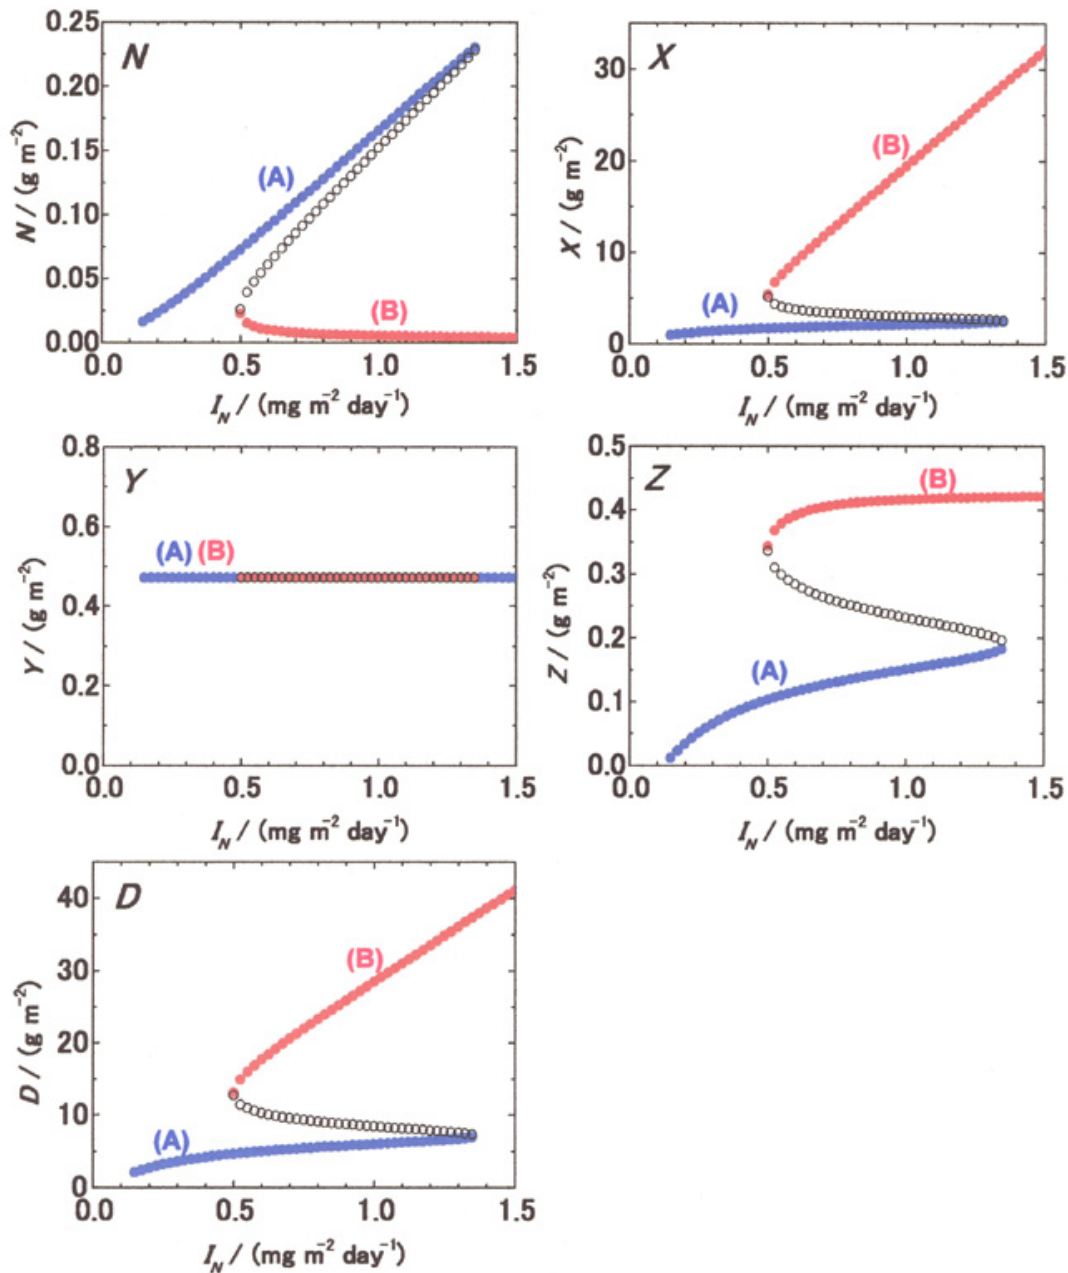 N
0.25
0.20
0.15
0.10
0.05
0.00
N / (g m⁻²)
(A)
(B)
0.0 0.5 1.0 1.5
I_N / (mg m⁻² day⁻¹)
X
30
20
10
0
X / (g m⁻²)
(B)
(A)
0.0 0.5 1.0 1.5
I_N / (mg m⁻² day⁻¹)
Y
0.8
0.6
0.4
0.2
0.0
Y / (g m⁻²)
(A) (B)
0.0 0.5 1.0 1.5
I_N / (mg m⁻² day⁻¹)
Z
0.5
0.4
0.3
0.2
0.1
0.0
Z / (g m⁻²)
(B)
(A)
0.0 0.5 1.0 1.5
I_N / (mg m⁻² day⁻¹)
D
40
30
20
10
0
D / (g m⁻²)
(B)
(A)
0.0 0.5 1.0 1.5
I_N / (mg m⁻² day⁻¹)